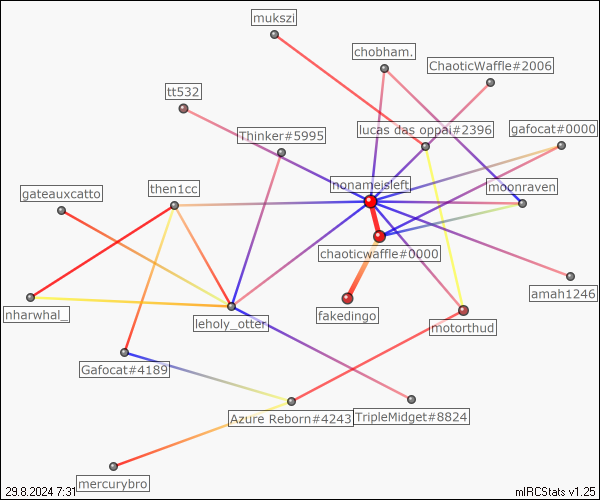 mukszi
chobham.
ChaoticWaffle#2006
tt532
Thinker#5995
lucas das oppai#2396
gafocat#0000
gateauxcatto
then1cc
nonameisleft
moonraven
chaoticwaffle#0000
amah1246
nharwhal_
leholy_otter
fakedingo
motorthud
Gafocat#4189
Azure Reborn#4243
TripleMidget#8824
mercurybro
29.8.2024 7:31
mIRCStats v1.25